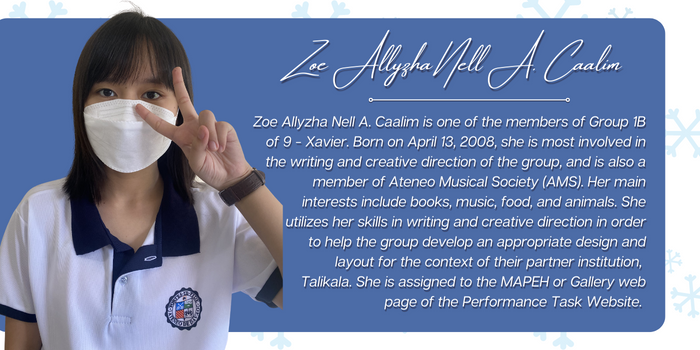 Zoe Allyzha Nell A. Caalim
Zoe Allyzha Nell A. Caalim is one of the members of Group 1B
of 9 - Xavier. Born on April 13, 2008, she is most involved in
the writing and creative direction of the group, and is also a
member of Ateneo Musical Society (AMS). Her main
interests include books, music, food, and animals. She
utilizes her skills in writing and creative direction in order
to help the group develop an appropriate design and
layout for the context of their partner institution,
Talikala. She is assigned to the MAPEH or Gallery web
page of the Performance Task Website.